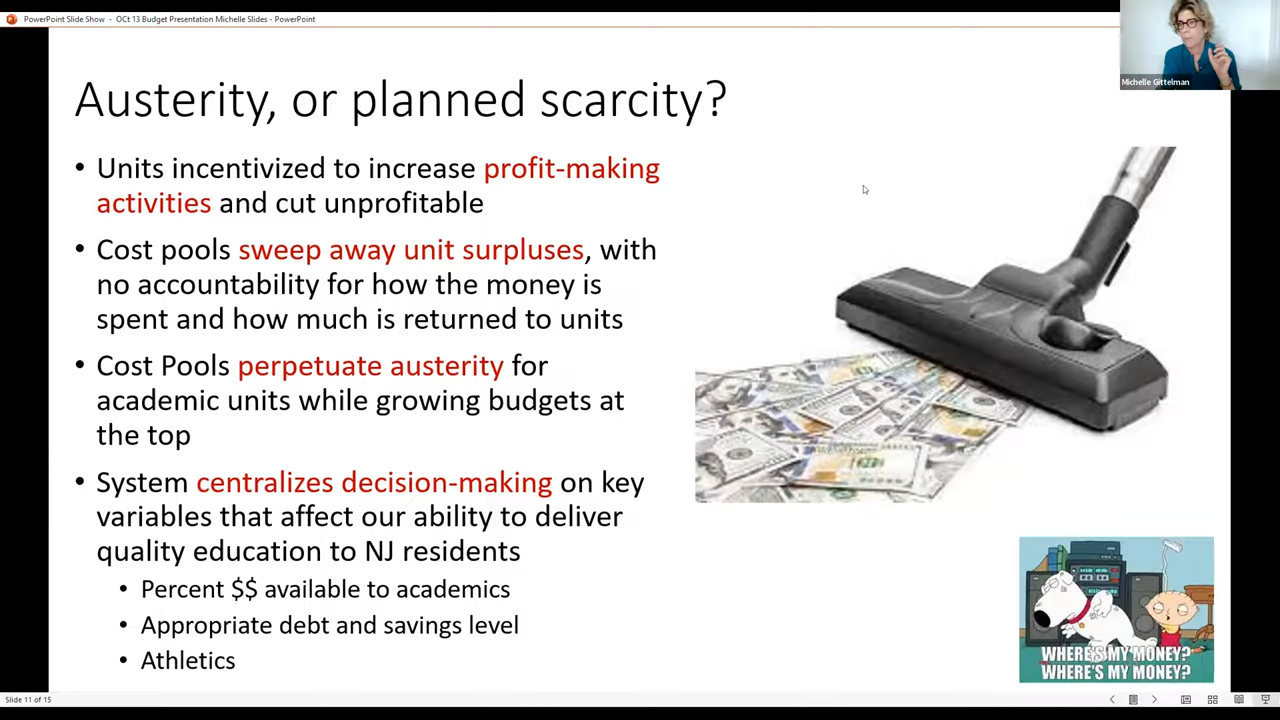 PowerPoint Slide Show - OCt 13 Budget Presentation Michelle Slides - PowerPoint
Michelle Gittelman
Austerity, or planned scarcity?
• Units incentivized to increase profit-making
activities and cut unprofitable
• Cost pools sweep away unit surpluses, with
no accountability for how the money is
spent and how much is returned to units
• Cost Pools perpetuate austerity for
academic units while growing budgets at
the top
• System centralizes decision-making on key
variables that affect our ability to deliver
quality education to NJ residents
• Percent $$ available to academics
• Appropriate debt and savings level
• Athletics
WHERE'S MY MONEY?
WHERE'S MY MONEY?
Slide 11 of 15